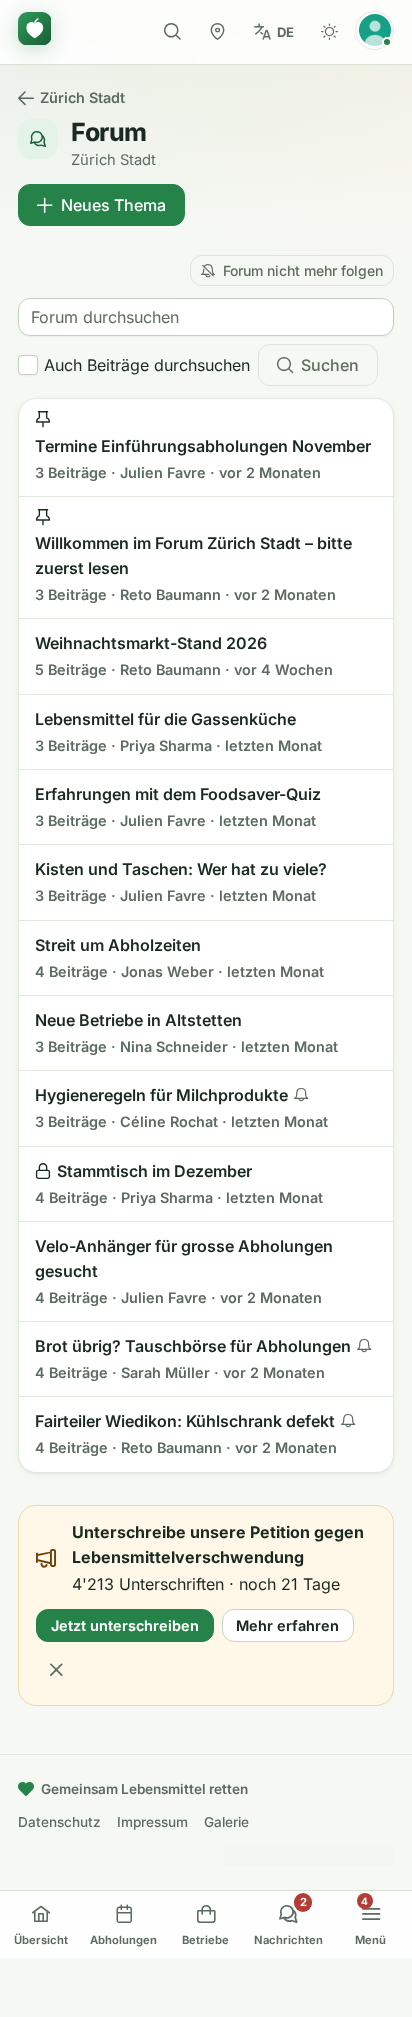 DE
Zürich Stadt
Forum
Zürich Stadt
Neues Thema
Forum nicht mehr folgen
Forum durchsuchen
Auch Beiträge durchsuchen
Suchen
Termine Einführungsabholungen November
3 Beiträge · Julien Favre · vor 2 Monaten
Willkommen im Forum Zürich Stadt – bitte
zuerst lesen
3 Beiträge · Reto Baumann · vor 2 Monaten
Weihnachtsmarkt-Stand 2026
5 Beiträge · Reto Baumann · vor 4 Wochen
Lebensmittel für die Gassenküche
3 Beiträge · Priya Sharma · letzten Monat
Erfahrungen mit dem Foodsaver-Quiz
3 Beiträge · Julien Favre · letzten Monat
Kisten und Taschen: Wer hat zu viele?
3 Beiträge · Julien Favre · letzten Monat
Streit um Abholzeiten
4 Beiträge · Jonas Weber · letzten Monat
Neue Betriebe in Altstetten
3 Beiträge · Nina Schneider · letzten Monat
Hygieneregeln für Milchprodukte
3 Beiträge · Céline Rochat · letzten Monat
Stammtisch im Dezember
4 Beiträge · Priya Sharma · letzten Monat
Velo-Anhänger für grosse Abholungen
gesucht
4 Beiträge · Julien Favre · vor 2 Monaten
Brot übrig? Tauschbörse für Abholungen
4 Beiträge · Sarah Müller · vor 2 Monaten
Fairteiler Wiedikon: Kühlschrank defekt
4 Beiträge · Reto Baumann · vor 2 Monaten
Unterschreibe unsere Petition gegen
Lebensmittelverschwendung
4'213 Unterschriften · noch 21 Tage
Jetzt unterschreiben
Mehr erfahren
Gemeinsam Lebensmittel retten
Datenschutz Impressum Galerie
2
4
Übersicht Abholungen Betriebe Nachrichten Menü